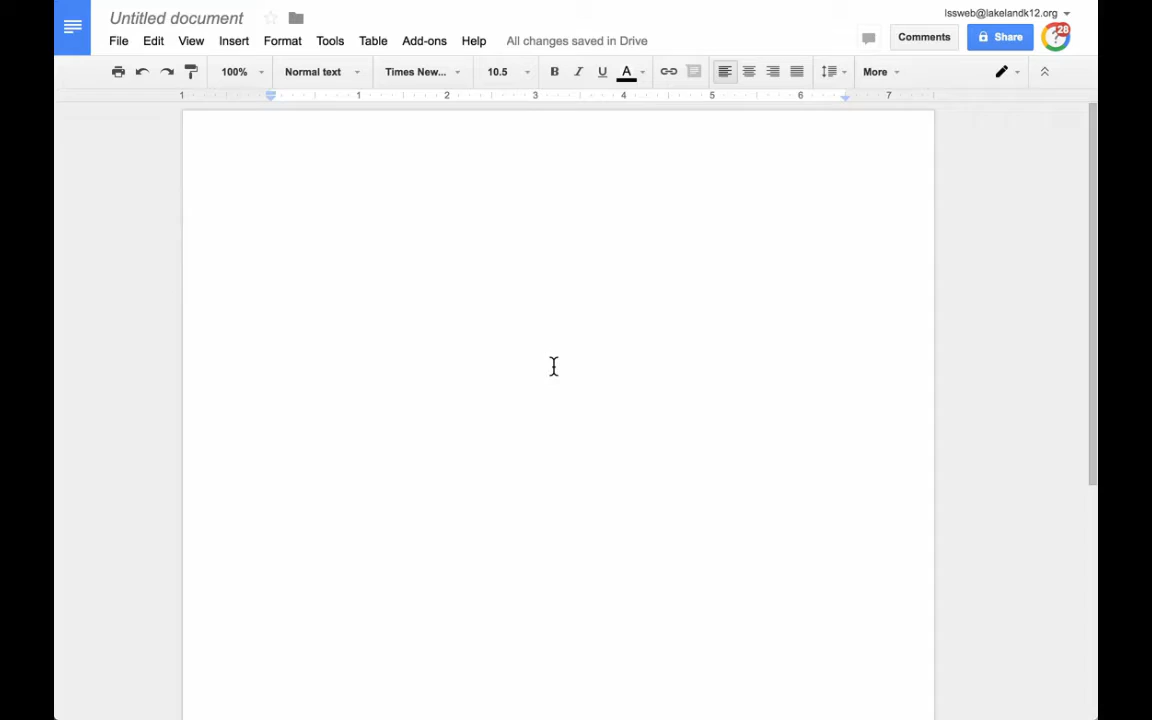 Untitled document
lssweb@lakelandk12.org
File Edit View Insert Format Tools Table Add-ons Help All changes saved in Drive
Comments Share 28
100% Normal text Times New... 10.5 B I U A More
1 1 2 3 4 5 6 7